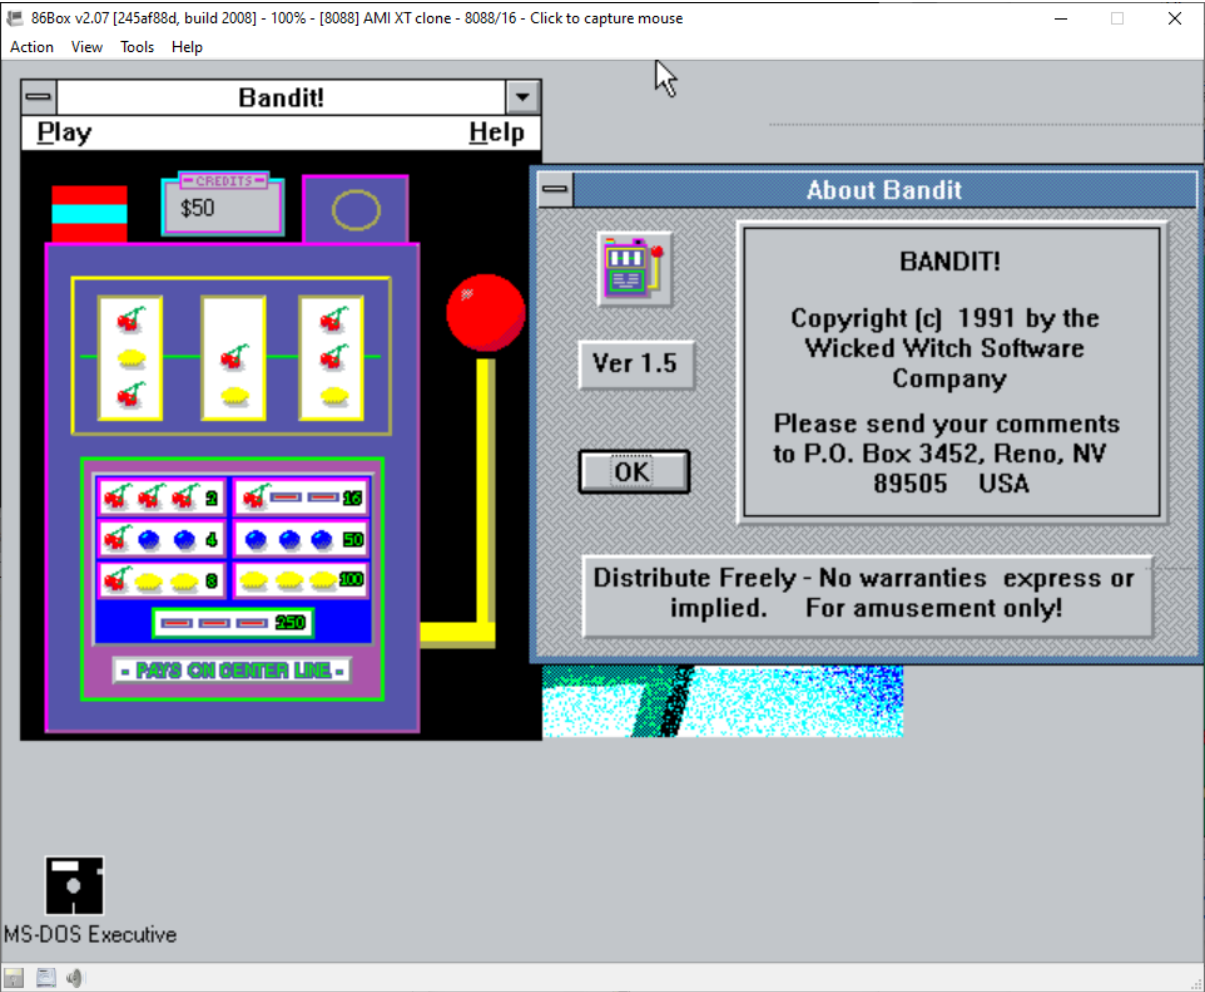 86Box v2.07 [245af88d, build 2008] - 100% - [8088] AMI XT clone - 8088/16 - Click to capture mouse
Action View Tools Help
Bandit!
Play Help
CREDITS
$50
2 16
4 50
8 100
250
- PAYS ON CENTER LINE -
About Bandit
BANDIT!
Copyright (c) 1991 by the
Wicked Witch Software
Company
Please send your comments
to P.O. Box 3452, Reno, NV
89505 USA
Ver 1.5
OK
Distribute Freely - No warranties express or
implied. For amusement only!
MS-DOS Executive